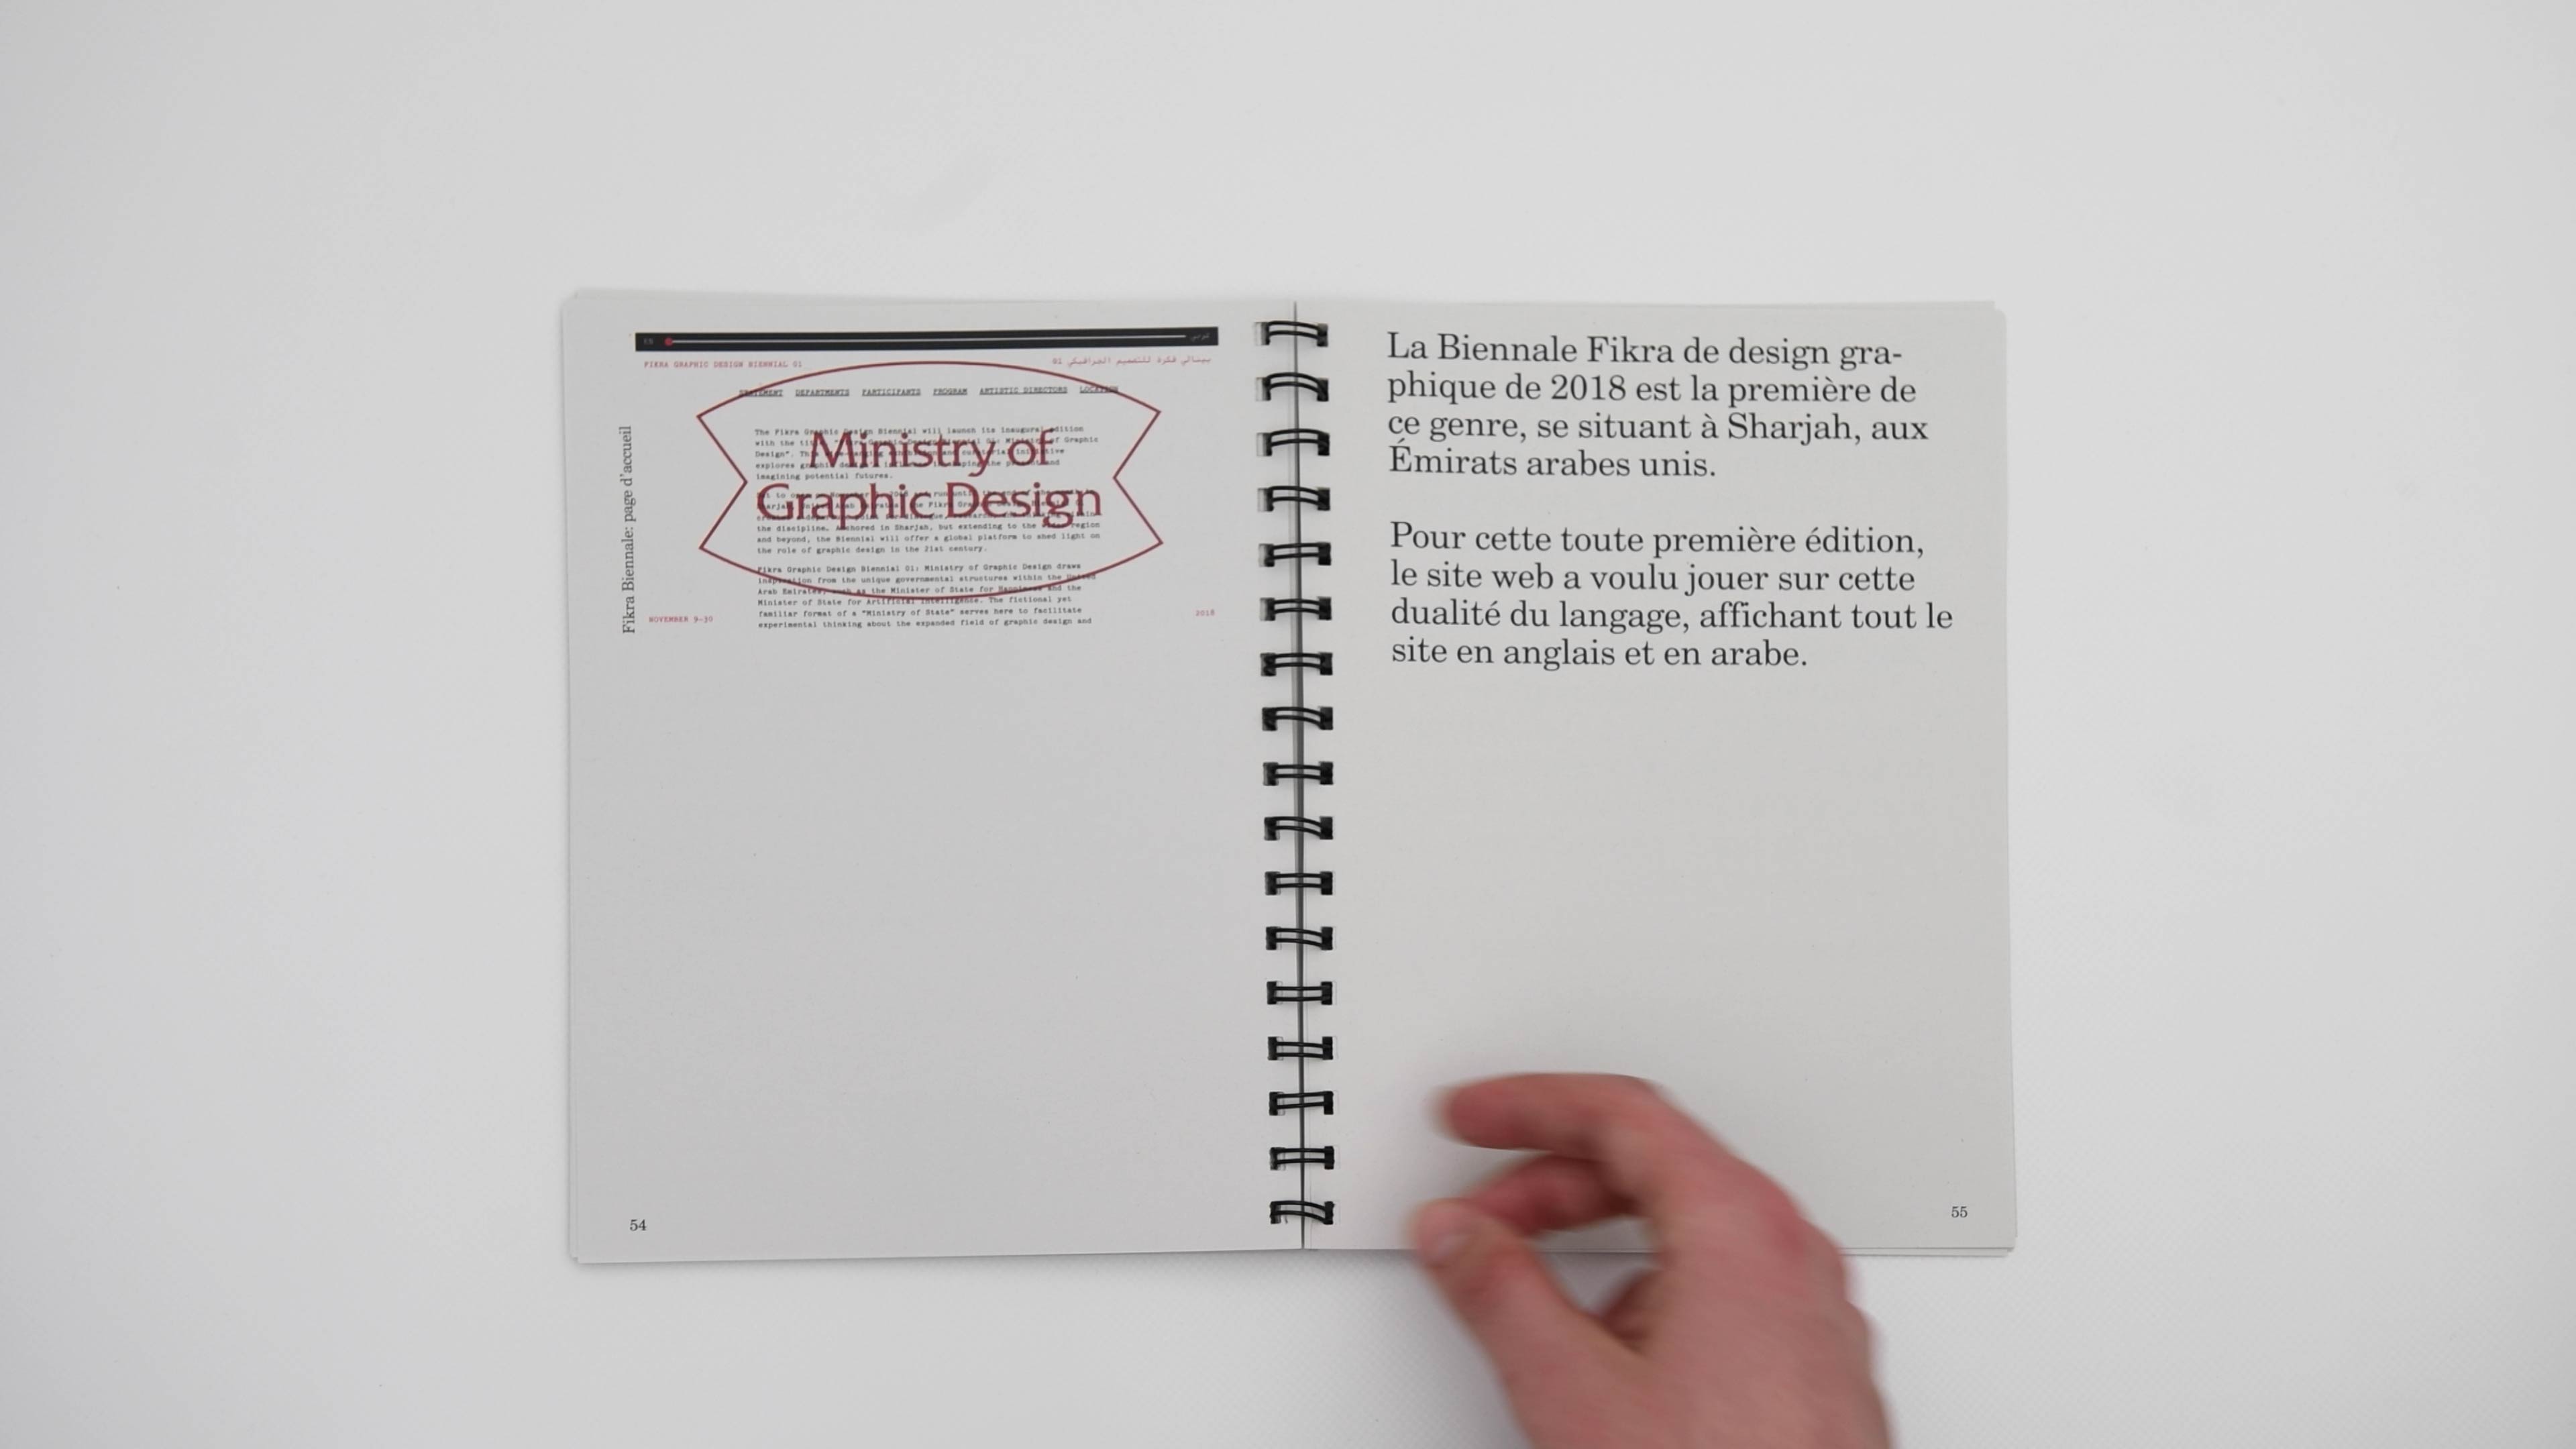 EN
FIKRA GRAPHIC DESIGN BIENNIAL 01
بينالي فكرة للتصميم الجرافيكي 01
STATEMENT DEPARTMENTS PARTICIPANTS PROGRAM ARTISTIC DIRECTORS LOCATION
Ministry of
Graphic Design
The Fikra Graphic Design Biennial will launch its inaugural edition
with the of Graphic
Design".
explores graphic the and
imagining potential futures.
the discipline. Anchored in Sharjah, but extending to the region
and beyond, the Biennial will offer a global platform to shed light on
the role of graphic design in the 21st century.
Fikra Graphic Design Biennial 01: Ministry of Graphic Design draws
inspiration from the unique governmental structures within the United
Arab Emirates, such as the Minister of State for Happiness and the
Minister of State for Artificial Intelligence. The fictional yet
familiar format of a "Ministry of State" serves here to facilitate
experimental thinking about the expanded field of graphic design and
NOVEMBER 9–30
2018
Fikra Biennale: page d'accueil
54
La Biennale Fikra de design gra-
phique de 2018 est la première de
ce genre, se situant à Sharjah, aux
Émirats arabes unis.
Pour cette toute première édition,
le site web a voulu jouer sur cette
dualité du langage, affichant tout le
site en anglais et en arabe.
55